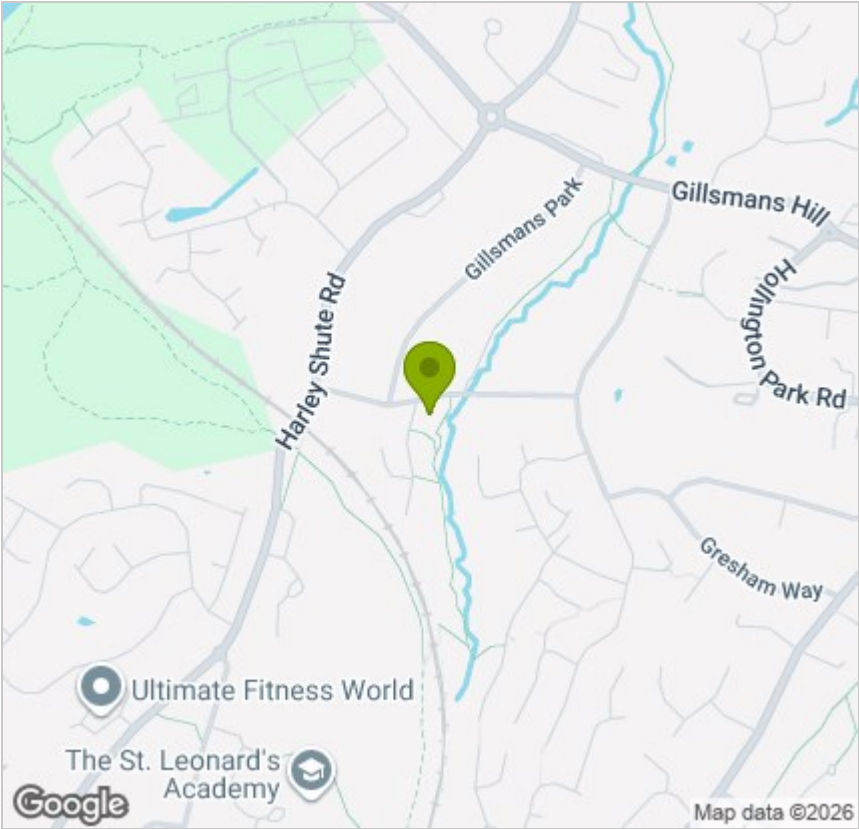 Gillsmans Hill
Gillsmans Park
Hollington Park Rd
Harley Shute Rd
Gresham Way
Ultimate Fitness World
The St. Leonard's
Academy
Google
Map data ©2026